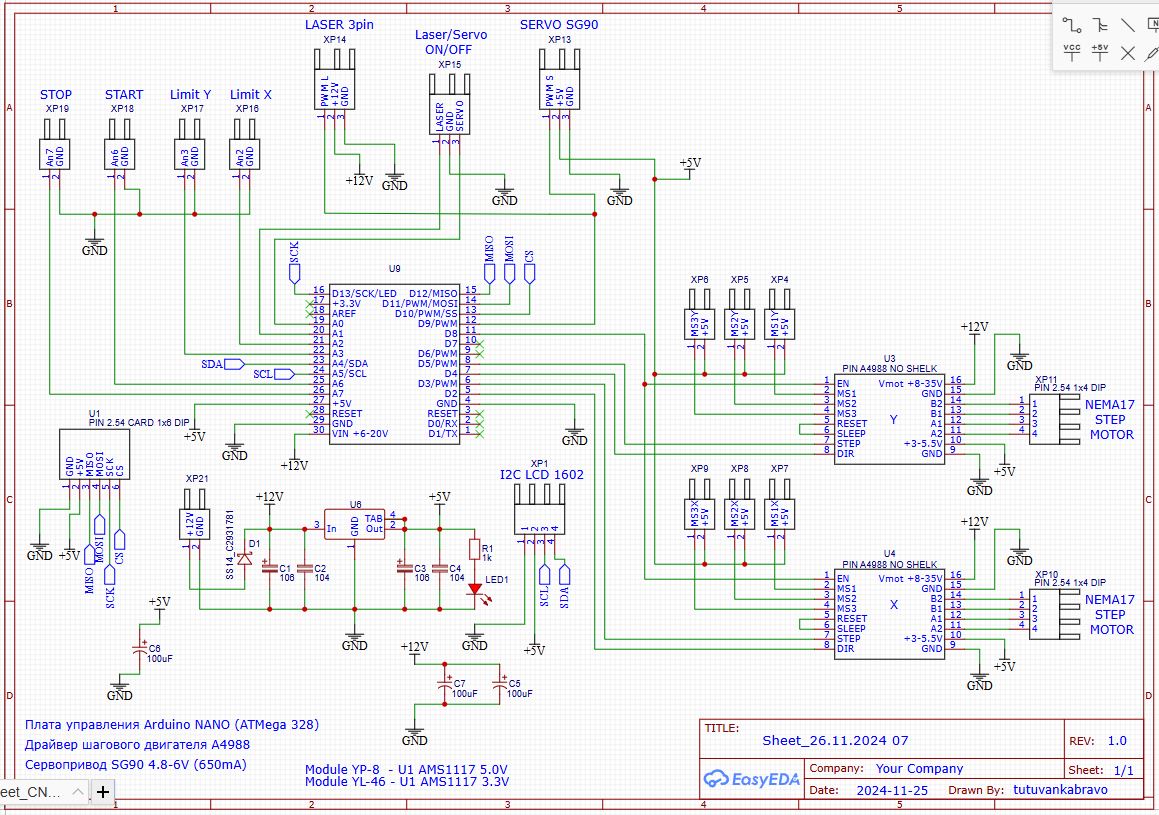 1 2 3 4 5
LASER 3pin
XP14
PWM L
+12V
GND
1 2 3
Laser/Servo
ON/OFF
XP15
LASER
GND
SERVO
1 2 3
SERVO SG90
XP13
PWM S
+5V
GND
1 2 3
VCC +5V N
A A
STOP START Limit Y Limit X
XP19 XP18 XP17 XP16
An7 GND An6 GND An3 GND An2 GND
1 2 1 2 1 2 1 2
+12V GND GND GND +5V
GND
SCK MISO MOSI CS
B B
U9
16 D13/SCK/LED D12/MISO 15
17 +3.3V D11/PWM/MOSI 14
18 AREF D10/PWM/SS 13
19 A0 D9/PWM 12
20 A1 D8 11
21 A2 D7 10
22 A3 D6/PWM 9
23 A4/SDA D5/PWM 8
24 A5/SCL D4 7
25 A6 D3/PWM 6
26 A7 D2 5
27 +5V GND 4
28 RESET RESET 3
29 GND D0/RX 2
30 VIN +6-20V D1/TX 1
SDA
SCL
+5V
GND
+12V
GND
XP6 XP5 XP4
MS3Y +5V MS2Y +5V MS1Y +5V
1 2 1 2 1 2
+12V
GND
U3
PIN A4988 NO SHELK
1 EN Vmot +8-35V 16
2 MS1 GND 15
3 MS2 B2 14
4 MS3 B1 13
5 RESET A1 12
6 SLEEP A2 11
7 STEP +3-5.5V 10
8 DIR GND 9
Y
XP11
PIN 2.54 1x4 DIP
1 1
2 2
3 3
4 4
NEMA17
STEP
MOTOR
+5V
GND
C C
U1
PIN 2.54 CARD 1x6 DIP
GND +5V MISO MOSI SCK CS
1 2 3 4 5 6
GND +5V MISO MOSI SCK CS
XP21
+12V GND
1 2
SS14_C2931781
D1
+12V
C1
106
C2
104
U6
3 In GND TAB 4
Out 2
1
+5V
C3
106
C4
104
R1
1k
LED1
GND
GND
XP1
I2C LCD 1602
1 2 3 4
1 2 3 4
SCL SDA
+5V
XP9 XP8 XP7
MS3X +5V MS2X +5V MS1X +5V
1 2 1 2 1 2
+12V
GND
U4
PIN A4988 NO SHELK
1 EN Vmot +8-35V 16
2 MS1 GND 15
3 MS2 B2 14
4 MS3 B1 13
5 RESET A1 12
6 SLEEP A2 11
7 STEP +3-5.5V 10
8 DIR GND 9
X
XP10
PIN 2.54 1x4 DIP
1 1
2 2
3 3
4 4
NEMA17
STEP
MOTOR
+5V
GND
+5V
C6
100uF
GND
+12V
C7
100uF
C5
100uF
GND
D D
Плата управления Arduino NANO (ATMega 328)
Драйвер шагового двигателя A4988
Сервопривод SG90 4.8-6V (650mA)
Module YP-8 - U1 AMS1117 5.0V
Module YL-46 - U1 AMS1117 3.3V
TITLE:
Sheet_26.11.2024 07
REV: 1.0
EasyEDA
Company: Your Company
Sheet: 1/1
Date: 2024-11-25 Drawn By: tutuvankabravo
eet_CN... +
1 2 3 4 5